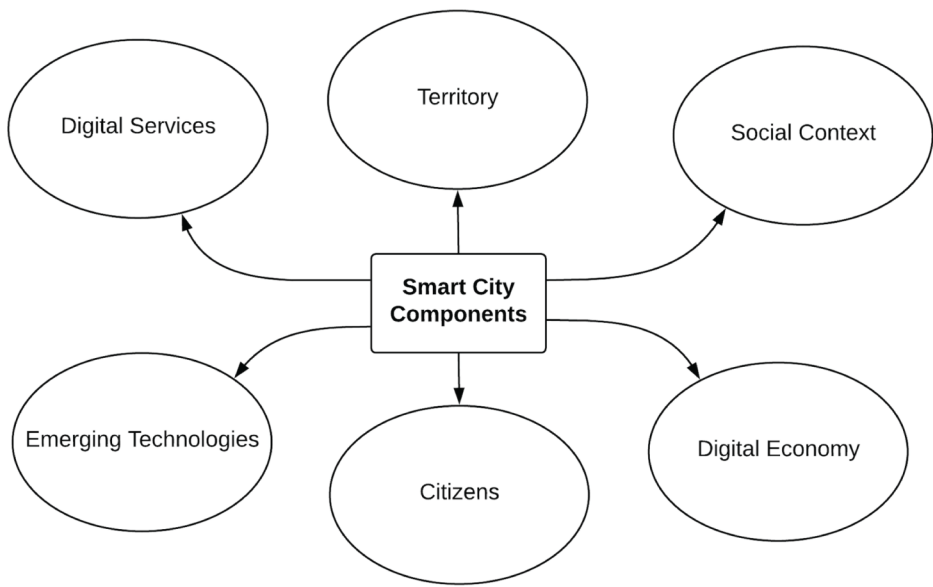 Territory
Digital Services
Social Context
Smart City
Components
Emerging Technologies
Digital Economy
Citizens